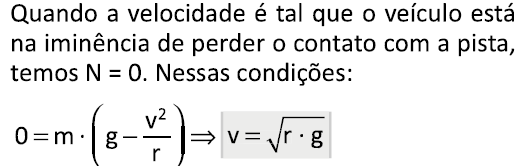 Quando a velocidade é tal que o veículo está
na iminência de perder o contato com a pista,
temos N = 0. Nessas condições:
0 = m · (g − v²/r) ⇒ v = √(r · g)